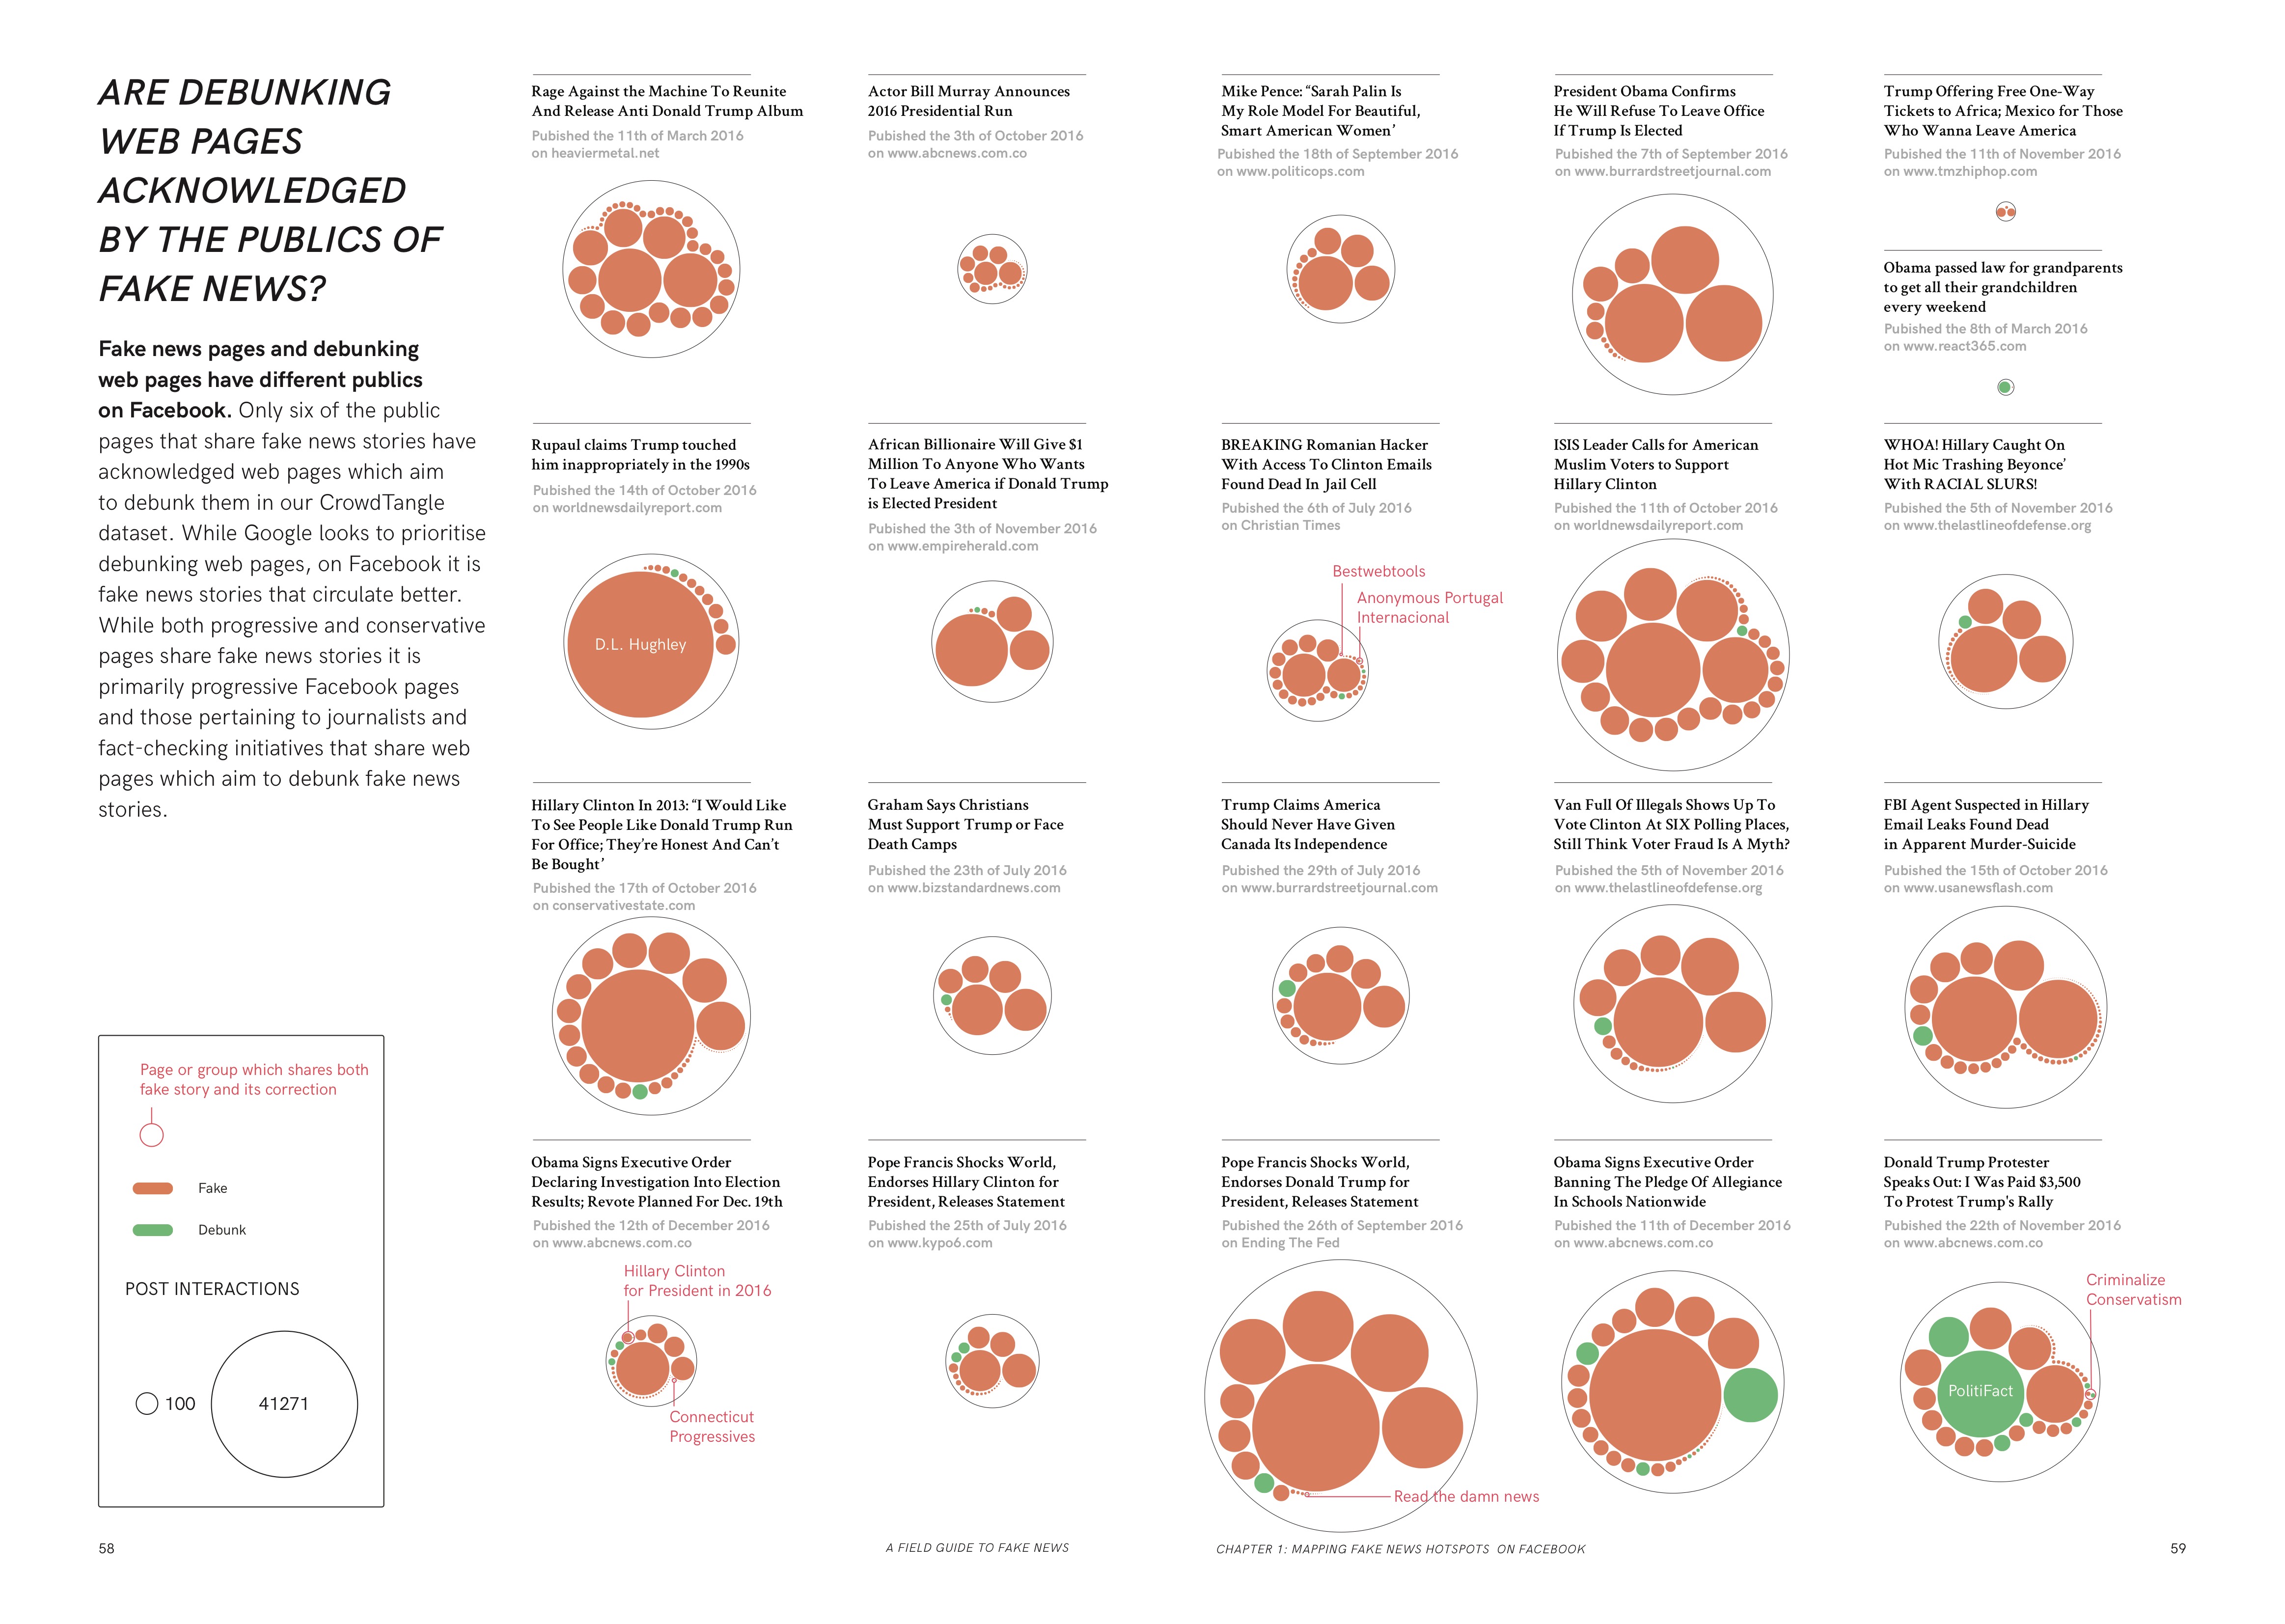 ARE DEBUNKING
WEB PAGES
ACKNOWLEDGED
BY THE PUBLICS OF
FAKE NEWS?
Fake news pages and debunking
web pages have different publics
on Facebook. Only six of the public
pages that share fake news stories have
acknowledged web pages which aim
to debunk them in our CrowdTangle
dataset. While Google looks to prioritise
debunking web pages, on Facebook it is
fake news stories that circulate better.
While both progressive and conservative
pages share fake news stories it is
primarily progressive Facebook pages
and those pertaining to journalists and
fact-checking initiatives that share web
pages which aim to debunk fake news
stories.
Page or group which shares both
fake story and its correction
Fake
Debunk
POST INTERACTIONS
100
41271
Rage Against the Machine To Reunite
And Release Anti Donald Trump Album
Pubished the 11th of March 2016
on heaviermetal.net
Actor Bill Murray Announces
2016 Presidential Run
Pubished the 3th of October 2016
on www.abcnews.com.co
Mike Pence: “Sarah Palin Is
My Role Model For Beautiful,
Smart American Women’
Pubished the 18th of September 2016
on www.politicops.com
President Obama Confirms
He Will Refuse To Leave Office
If Trump Is Elected
Pubished the 7th of September 2016
on www.burrardstreetjournal.com
Trump Offering Free One-Way
Tickets to Africa; Mexico for Those
Who Wanna Leave America
Pubished the 11th of November 2016
on www.tmzhiphop.com
Obama passed law for grandparents
to get all their grandchildren
every weekend
Pubished the 8th of March 2016
on www.react365.com
Rupaul claims Trump touched
him inappropriately in the 1990s
Pubished the 14th of October 2016
on worldnewsdailyreport.com
D.L. Hughley
African Billionaire Will Give $1
Million To Anyone Who Wants
To Leave America if Donald Trump
is Elected President
Pubished the 3th of November 2016
on www.empireherald.com
BREAKING Romanian Hacker
With Access To Clinton Emails
Found Dead In Jail Cell
Pubished the 6th of July 2016
on Christian Times
Bestwebtools
Anonymous Portugal
Internacional
ISIS Leader Calls for American
Muslim Voters to Support
Hillary Clinton
Pubished the 11th of October 2016
on worldnewsdailyreport.com
WHOA! Hillary Caught On
Hot Mic Trashing Beyonce’
With RACIAL SLURS!
Pubished the 5th of November 2016
on www.thelastlineofdefense.org
Hillary Clinton In 2013: “I Would Like
To See People Like Donald Trump Run
For Office; They’re Honest And Can’t
Be Bought’
Pubished the 17th of October 2016
on conservativestate.com
Graham Says Christians
Must Support Trump or Face
Death Camps
Pubished the 23th of July 2016
on www.bizstandardnews.com
Trump Claims America
Should Never Have Given
Canada Its Independence
Pubished the 29th of July 2016
on www.burrardstreetjournal.com
Van Full Of Illegals Shows Up To
Vote Clinton At SIX Polling Places,
Still Think Voter Fraud Is A Myth?
Pubished the 5th of November 2016
on www.thelastlineofdefense.org
FBI Agent Suspected in Hillary
Email Leaks Found Dead
in Apparent Murder-Suicide
Pubished the 15th of October 2016
on www.usanewsflash.com
Obama Signs Executive Order
Declaring Investigation Into Election
Results; Revote Planned For Dec. 19th
Pubished the 12th of December 2016
on www.abcnews.com.co
Hillary Clinton
for President in 2016
Connecticut
Progressives
Pope Francis Shocks World,
Endorses Hillary Clinton for
President, Releases Statement
Pubished the 25th of July 2016
on www.kypo6.com
Pope Francis Shocks World,
Endorses Donald Trump for
President, Releases Statement
Pubished the 26th of September 2016
on Ending The Fed
Read the damn news
Obama Signs Executive Order
Banning The Pledge Of Allegiance
In Schools Nationwide
Pubished the 11th of December 2016
on www.abcnews.com.co
Donald Trump Protester
Speaks Out: I Was Paid $3,500
To Protest Trump's Rally
Pubished the 22th of November 2016
on www.abcnews.com.co
Criminalize
Conservatism
PolitiFact
58
A FIELD GUIDE TO FAKE NEWS
CHAPTER 1: MAPPING FAKE NEWS HOTSPOTS ON FACEBOOK
59